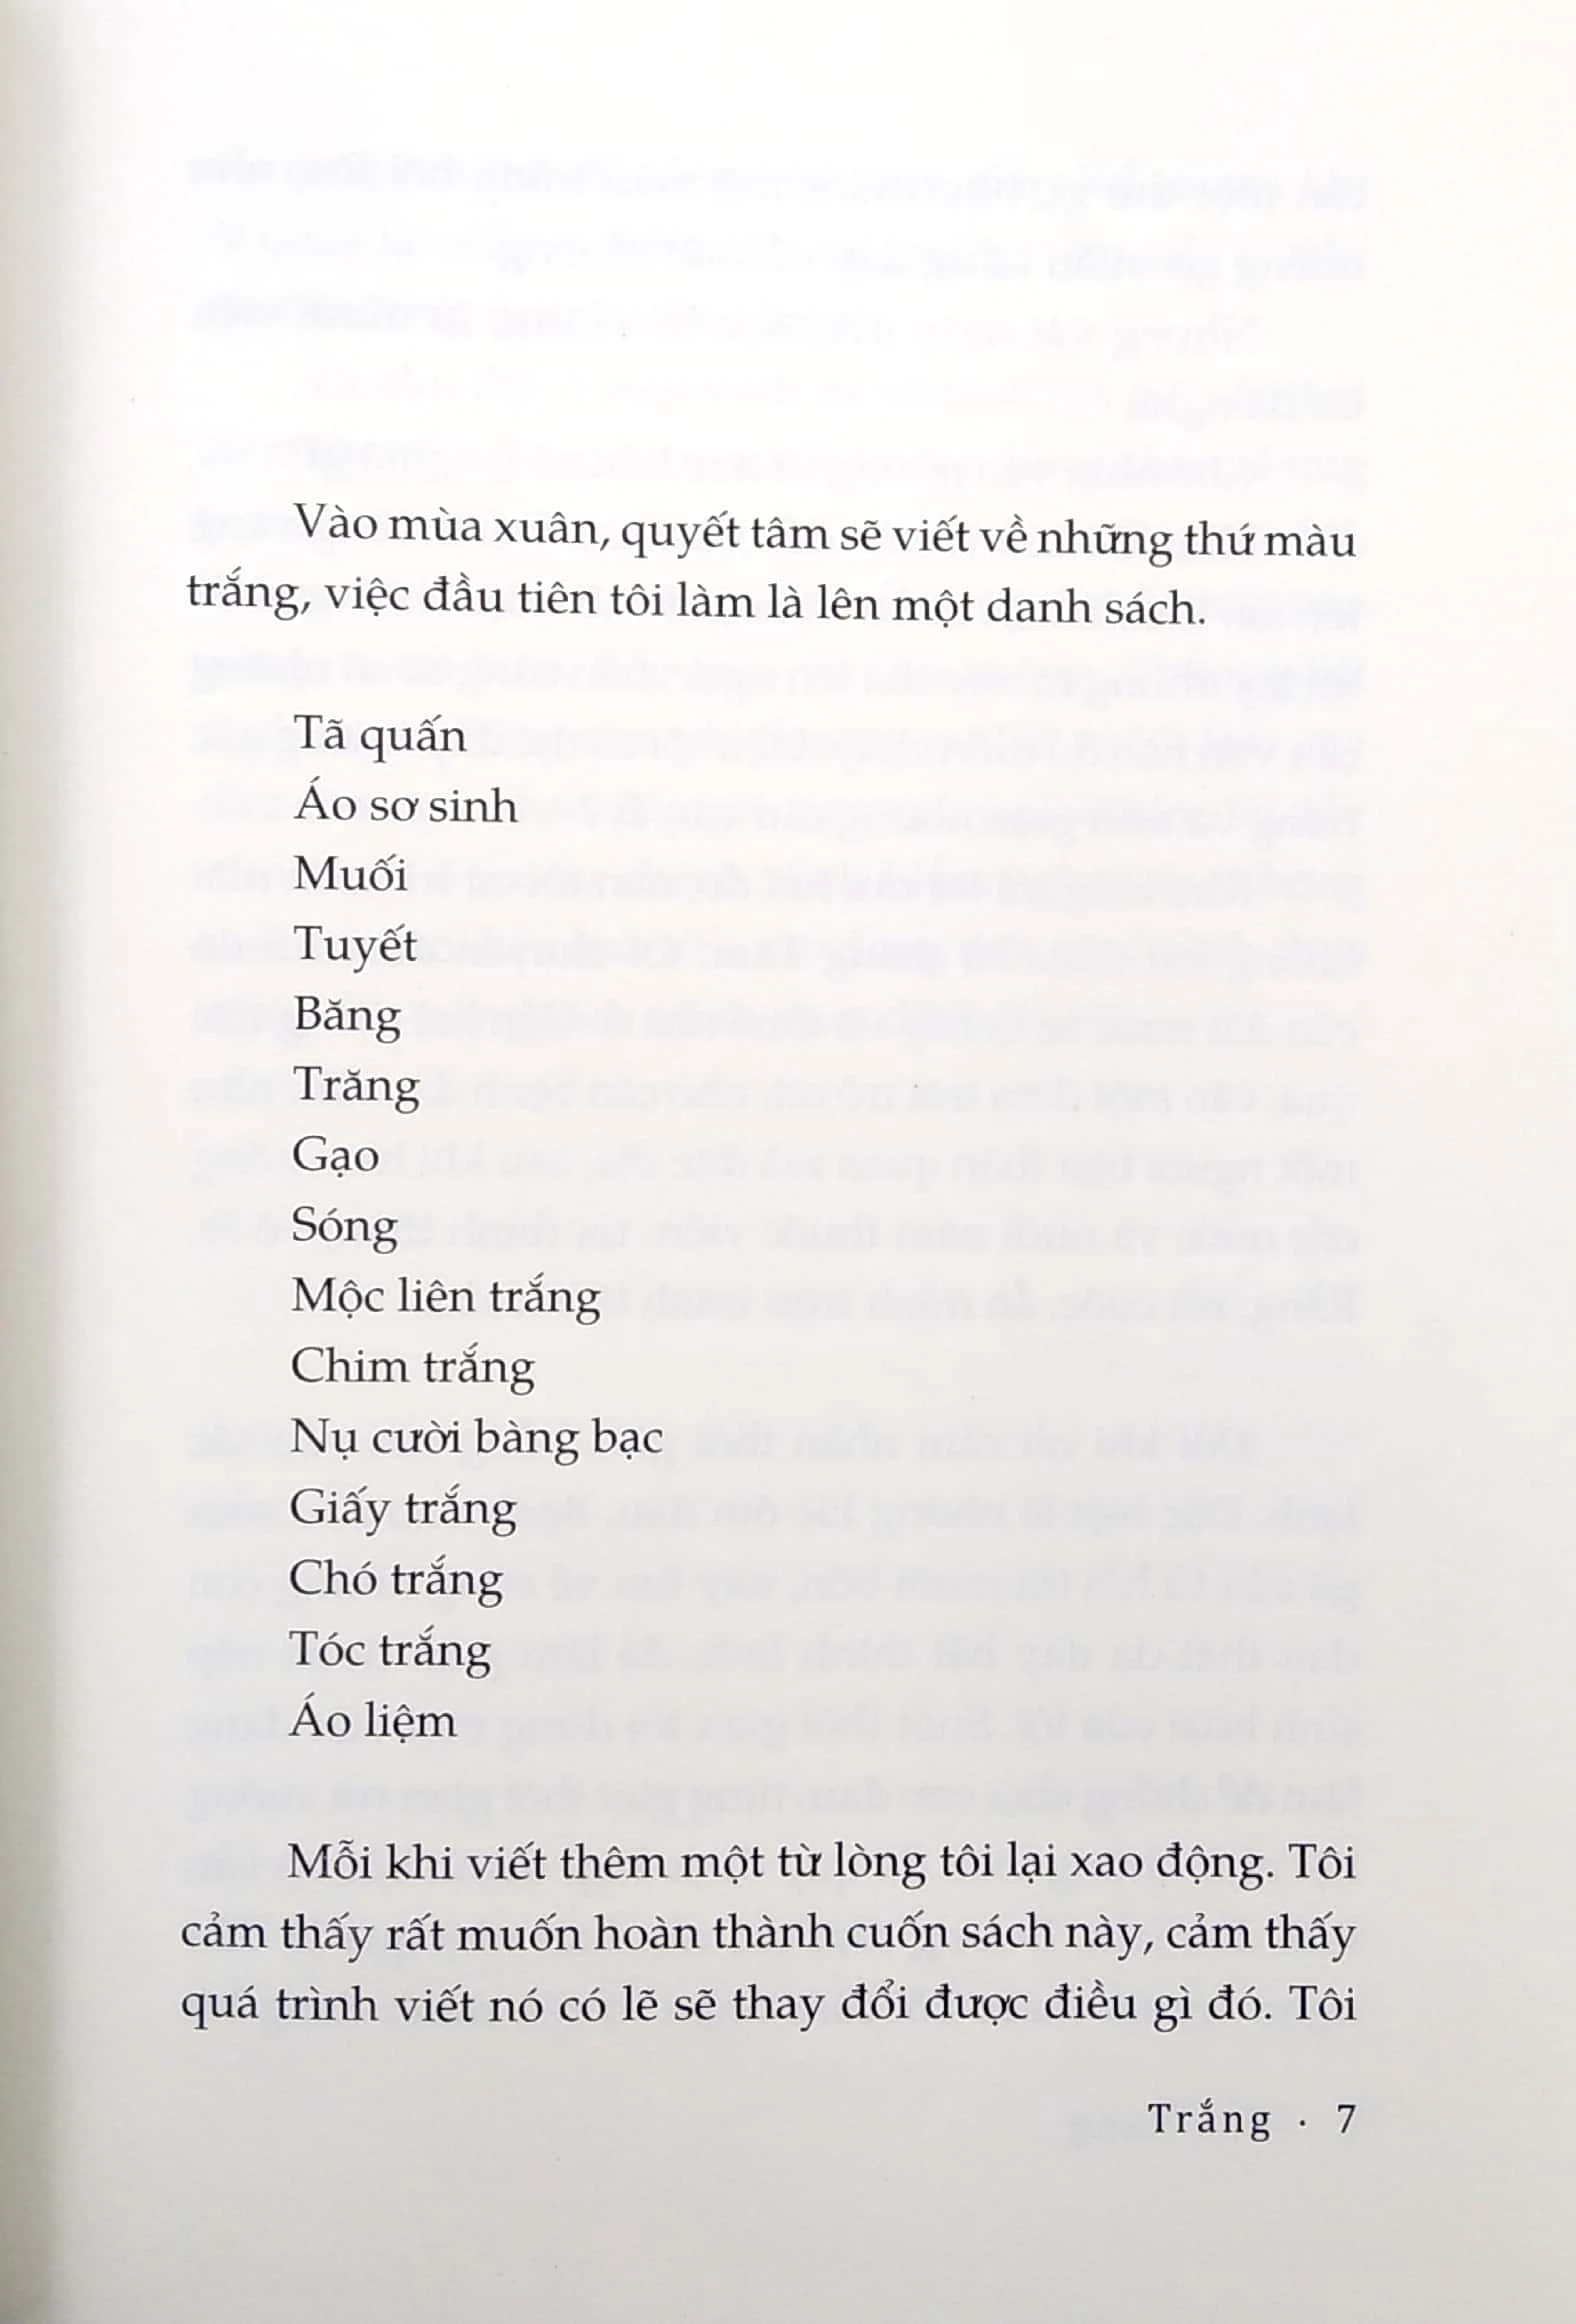 Vào mùa xuân, quyết tâm sẽ viết về những thứ màu
trắng, việc đầu tiên tôi làm là lên một danh sách.
Tã quấn
Áo sơ sinh
Muối
Tuyết
Băng
Trăng
Gạo
Sóng
Mộc liên trắng
Chim trắng
Nụ cười bàng bạc
Giấy trắng
Chó trắng
Tóc trắng
Áo liệm
Mỗi khi viết thêm một từ lòng tôi lại xao động. Tôi
cảm thấy rất muốn hoàn thành cuốn sách này, cảm thấy
quá trình viết nó có lẽ sẽ thay đổi được điều gì đó. Tôi
Trắng · 7